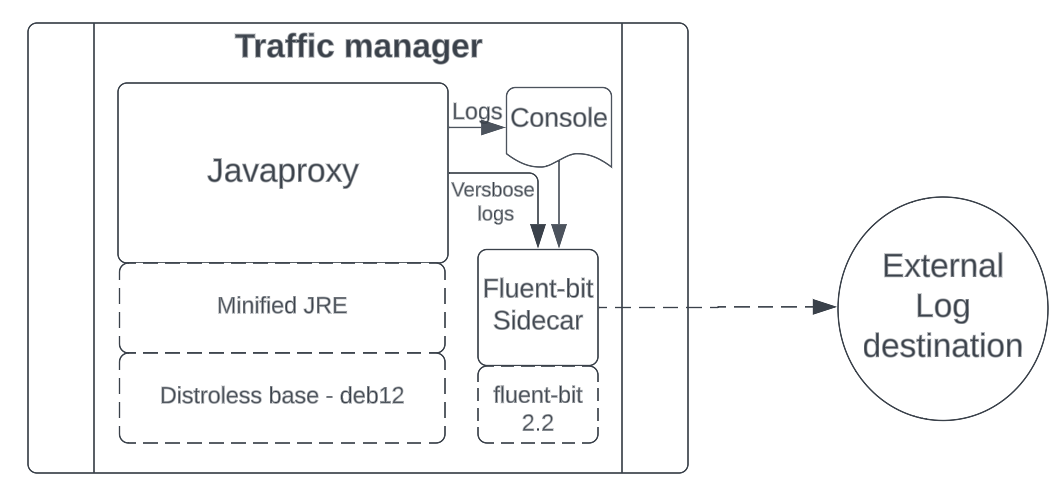 Traffic manager
Javaproxy
Logs
Console
Versbose
logs
Minified JRE
Distroless base - deb12
Fluent-bit
Sidecar
fluent-bit
2.2
External
Log
destination